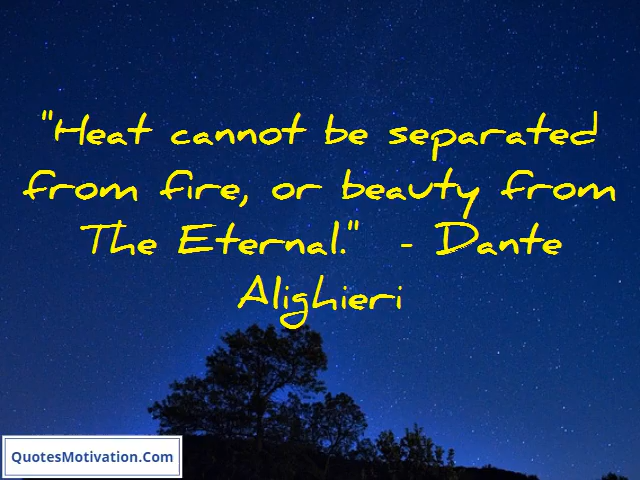 "Heat cannot be separated
from fire, or beauty from
The Eternal." - Dante
Alighieri
QuotesMotivation.Com